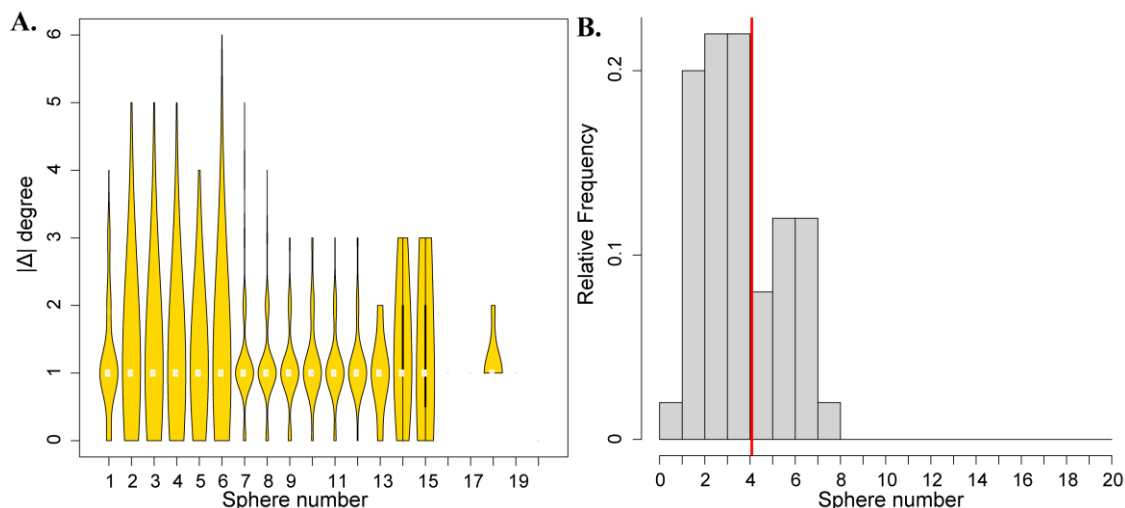 A.
|Δ| degree
6
5
4
3
2
1
0
1 2 3 4 5 6 7 8 9 11 13 15 17 19
Sphere number
B.
Relative Frequency
0.2
0.1
0
0 2 4 6 8 10 12 14 16 18 20
Sphere number